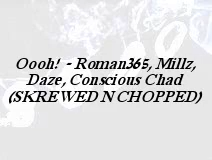 Oooh! - Roman365, Millz,
Daze, Conscious Chad
(SKREWED N CHOPPED)